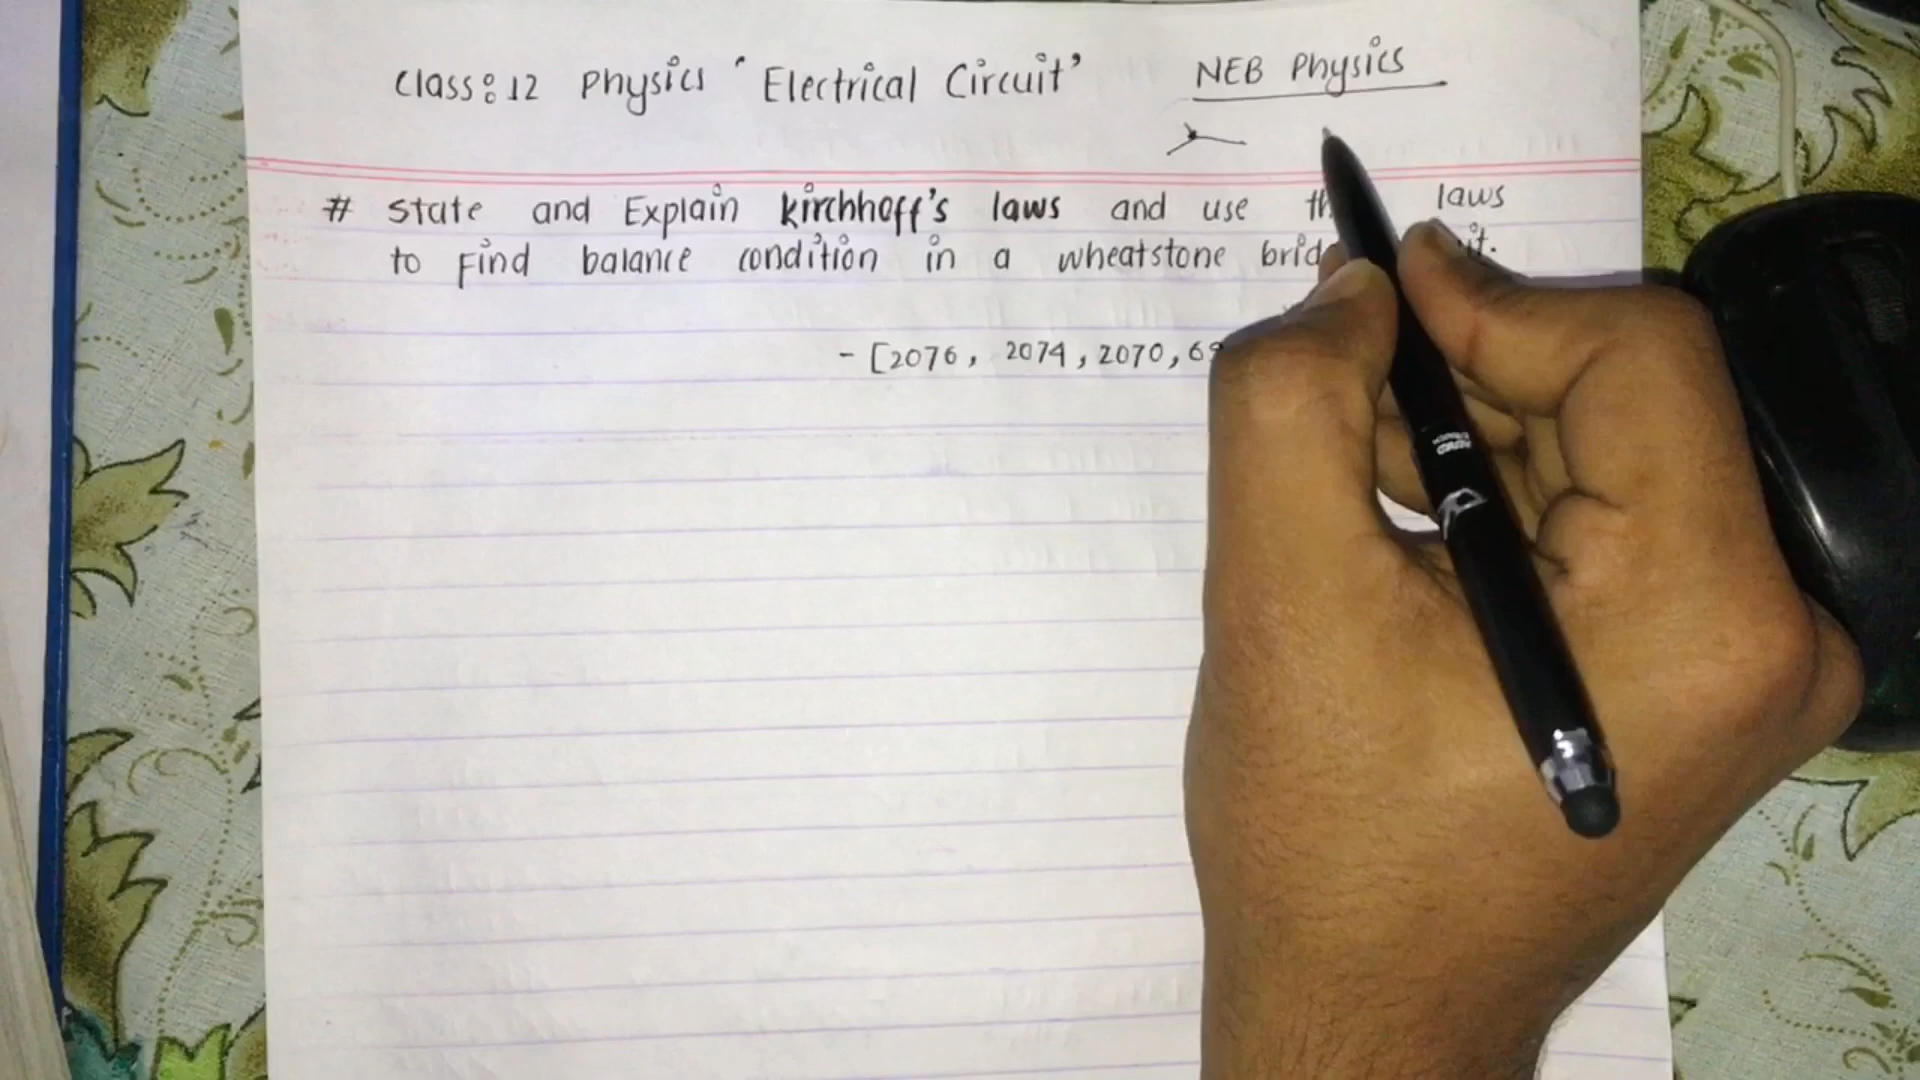 Class: 12 Physics 'Electrical Circuit'
NEB Physics
# State and Explain kirchhoff's laws and use laws
to Find balance condition in a wheatstone
- [2076, 2074, 2070, 69